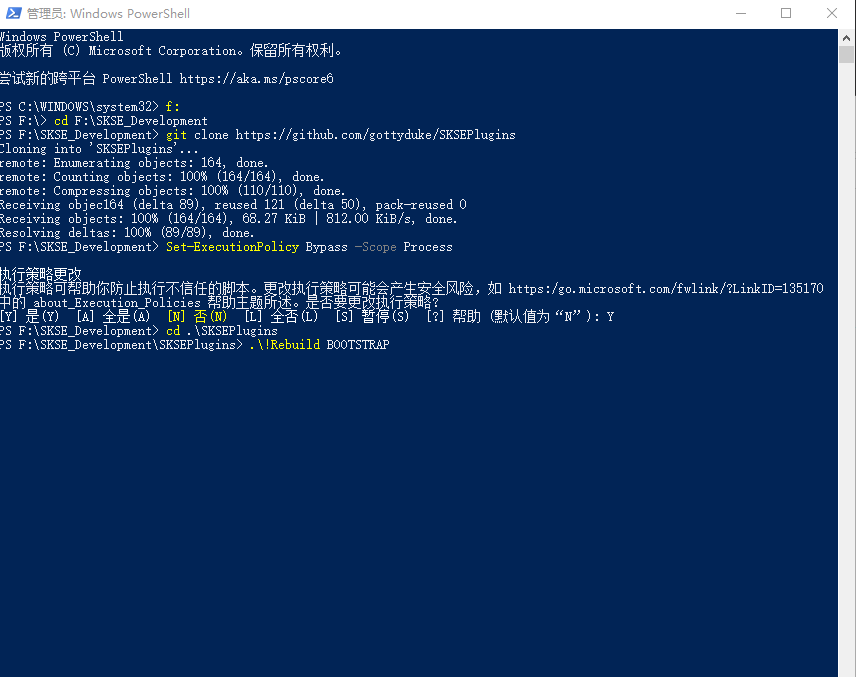 管理员: Windows PowerShell
Windows PowerShell
版权所有 (C) Microsoft Corporation。保留所有权利。
尝试新的跨平台 PowerShell https://aka.ms/pscore6
PS C:\WINDOWS\system32> f:
PS F:\> cd F:\SKSE_Development
PS F:\SKSE_Development> git clone https://github.com/gottyduke/SKSEPlugins
Cloning into 'SKSEPlugins'...
remote: Enumerating objects: 164, done.
remote: Counting objects: 100% (164/164), done.
remote: Compressing objects: 100% (110/110), done.
Receiving objec164 (delta 89), reused 121 (delta 50), pack-reused 0
Receiving objects: 100% (164/164), 68.27 KiB | 812.00 KiB/s, done.
Resolving deltas: 100% (89/89), done.
PS F:\SKSE_Development> Set-ExecutionPolicy Bypass -Scope Process
执行策略更改
执行策略可帮助你防止执行不信任的脚本。更改执行策略可能会产生安全风险，如 https:/go.microsoft.com/fwlink/?LinkID=135170
中的 about_Execution_Policies 帮助主题所述。是否要更改执行策略?
[Y] 是(Y)  [A] 全是(A)  [N] 否(N)  [L] 全否(L)  [S] 暂停(S)  [?] 帮助 (默认值为“N”): Y
PS F:\SKSE_Development> cd .\SKSEPlugins
PS F:\SKSE_Development\SKSEPlugins> .\!Rebuild BOOTSTRAP